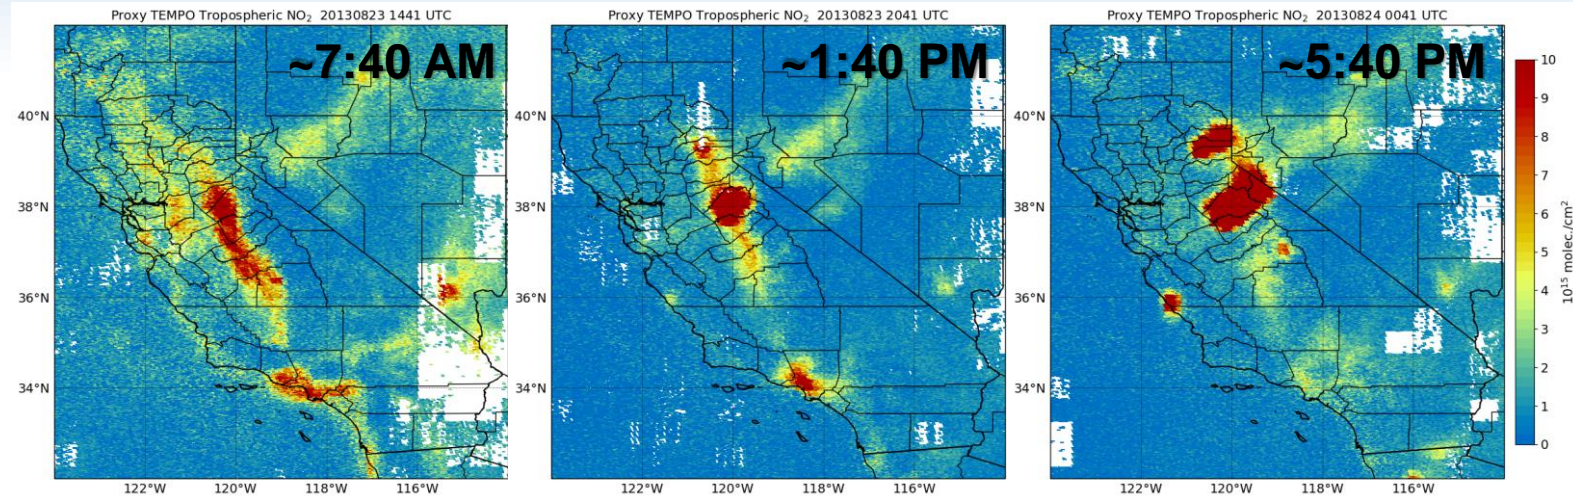 Proxy TEMPO Tropospheric NO₂ 20130823 1441 UTC
~7:40 AM
40°N
38°N
36°N
34°N
122°W 120°W 118°W 116°W
Proxy TEMPO Tropospheric NO₂ 20130823 2041 UTC
~1:40 PM
40°N
38°N
36°N
34°N
122°W 120°W 118°W 116°W
Proxy TEMPO Tropospheric NO₂ 20130824 0041 UTC
~5:40 PM
40°N
38°N
36°N
34°N
122°W 120°W 118°W 116°W
10
9
8
7
6
5
4
3
2
1
0
10¹⁵ molec./cm²